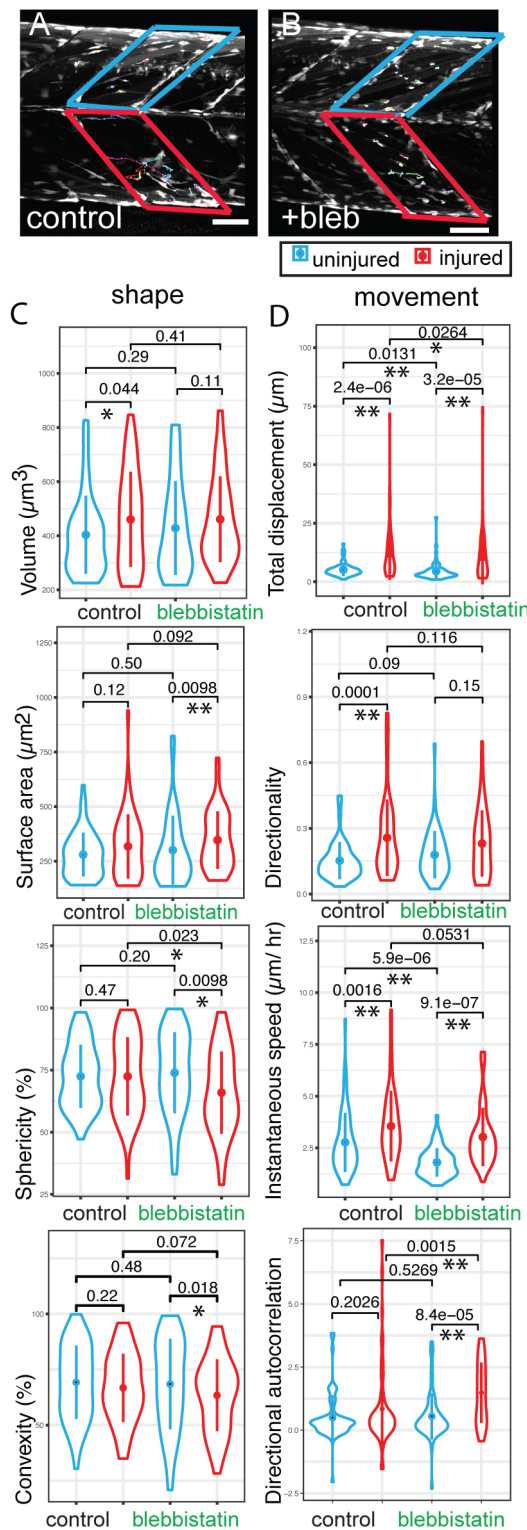 A
B
control
+bleb
uninjured injured
shape
movement
C
D
Volume (µm³)
1000
800
600
400
200
0.41
0.29
0.044
*
0.11
control blebbistatin
Total displacement (µm)
100
75
50
25
0
0.0264
*
0.0131
**
2.4e-06
**
3.2e-05
**
control blebbistatin
Surface area (µm2)
1250
1000
750
500
250
0.092
0.50
0.12
0.0098
**
control blebbistatin
Directionality
1.2
0.9
0.6
0.3
0.0
0.116
0.09
0.0001
**
0.15
control blebbistatin
Sphericity (%)
125
100
75
50
25
0.023
*
0.20
0.47
0.0098
*
control blebbistatin
Instantaneous speed (µm/ hr)
12.5
10.0
7.5
5.0
2.5
0.0531
5.9e-06
**
0.0016
**
9.1e-07
**
control blebbistatin
Convexity (%)
100
50
0.072
0.48
0.22
0.018
*
control blebbistatin
Directional autocorrelation
7.5
5.0
2.5
0.0
−2.5
0.0015
**
0.5269
0.2026
8.4e-05
**
control blebbistatin